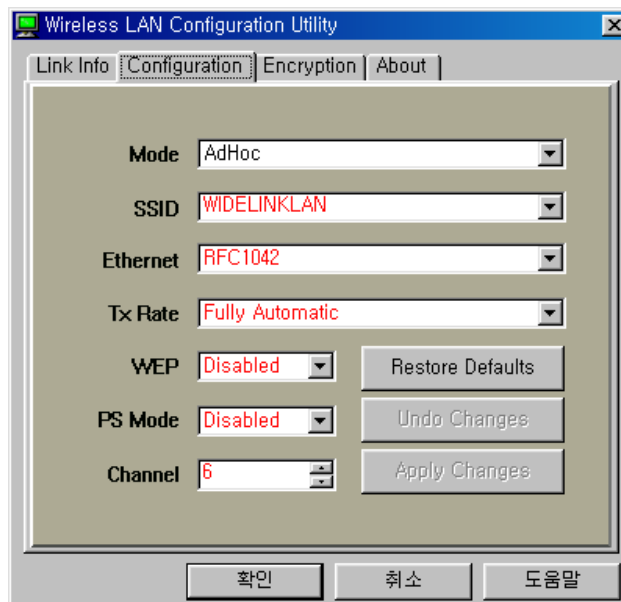 Wireless LAN Configuration Utility
Link Info Configuration Encryption About
Mode AdHoc
SSID WIDELINKLAN
Ethernet RFC1042
Tx Rate Fully Automatic
WEP Disabled Restore Defaults
PS Mode Disabled Undo Changes
Channel 6 Apply Changes
확인 취소 도움말